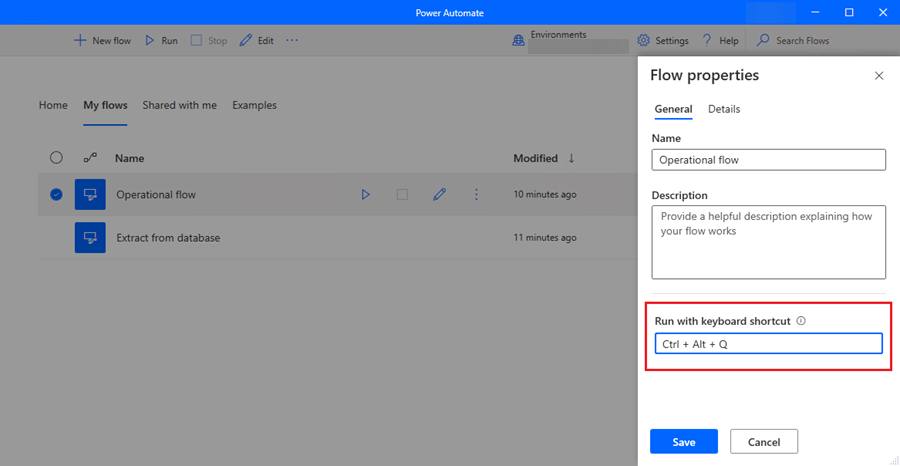 Power Automate
New flow Run Stop Edit ... Environments Settings Help Search Flows
Home My flows Shared with me Examples
Name Modified
Operational flow 10 minutes ago
Extract from database 11 minutes ago
Flow properties
General Details
Name
Operational flow
Description
Provide a helpful description explaining how
your flow works
Run with keyboard shortcut
Ctrl + Alt + Q
Save Cancel